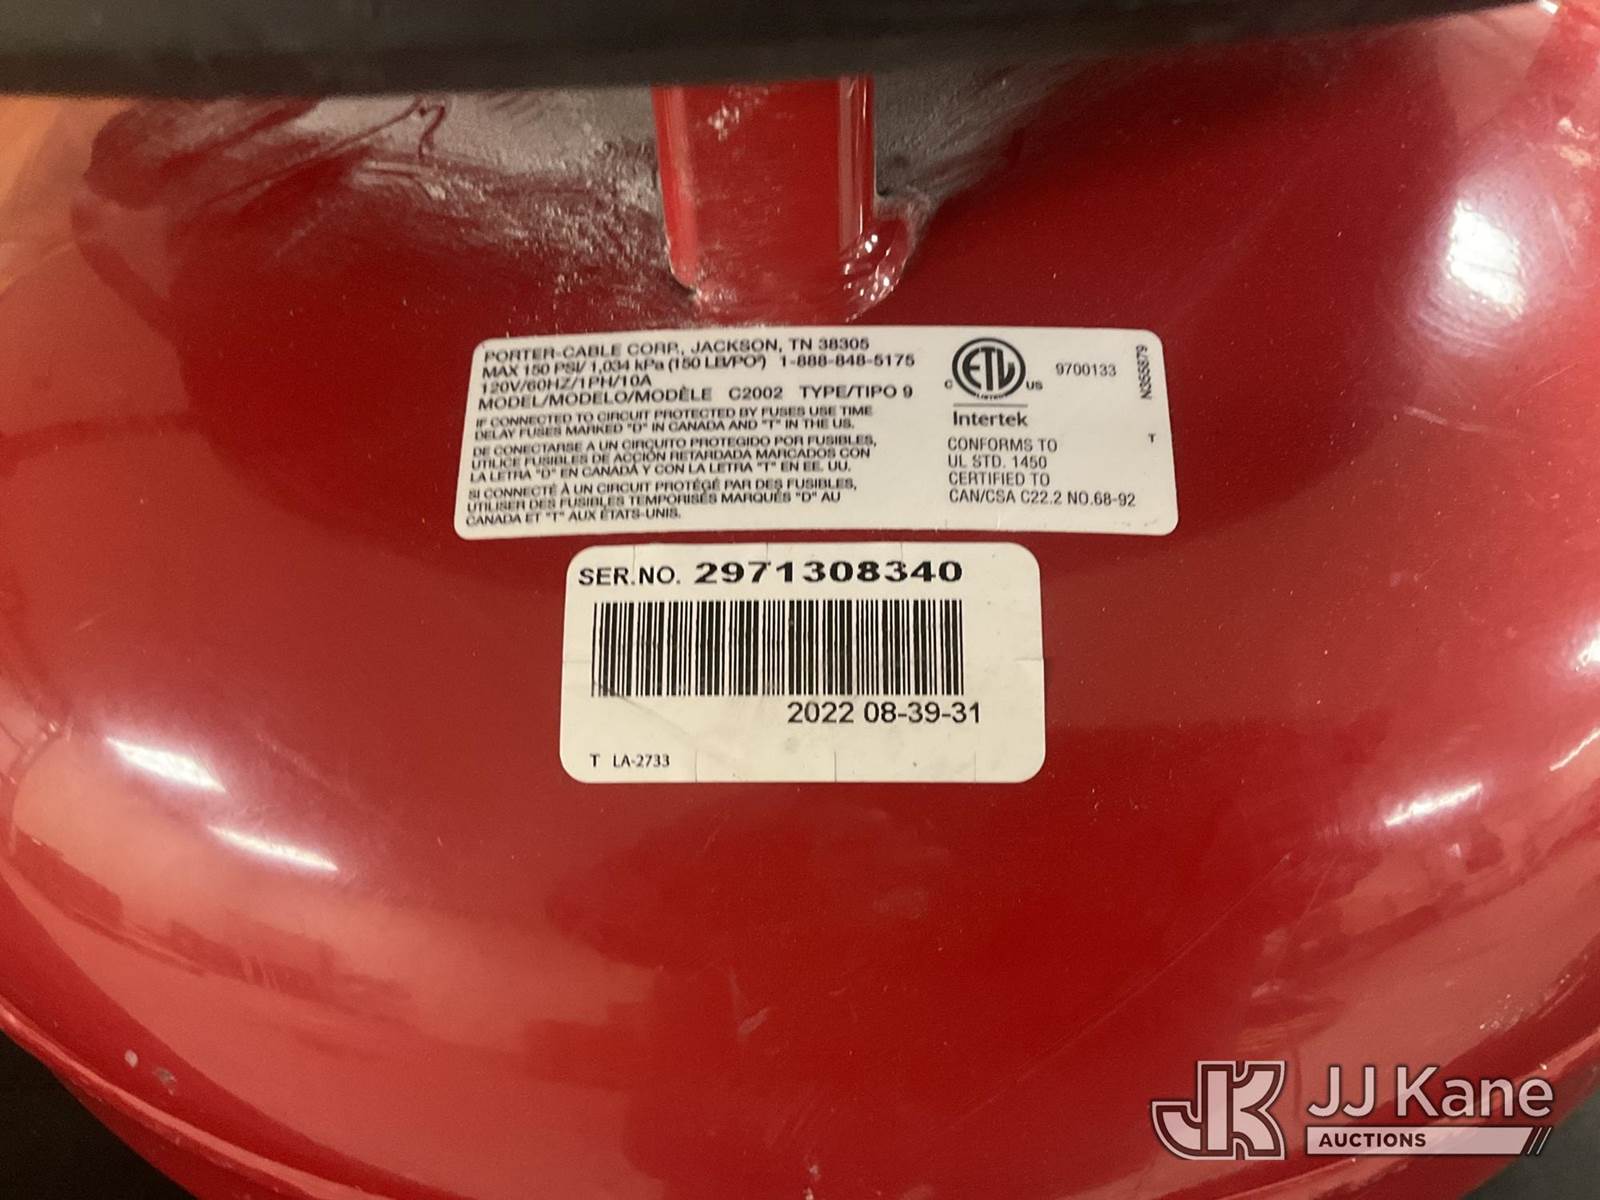 PORTER-CABLE CORP., JACKSON, TN 38305
MAX 150 PSI/ 1,034 kPa (150 LB/PO²) 1-888-848-5175
120V/60HZ/1PH/10A
MODEL/MODELO/MODÈLE C2002 TYPE/TIPO 9
IF CONNECTED TO CIRCUIT PROTECTED BY FUSES USE TIME
DELAY FUSES MARKED "D" IN CANADA AND "T" IN THE US.
DE CONECTARSE A UN CIRCUITO PROTEGIDO POR FUSIBLES,
UTILICE FUSIBLES DE ACCIÓN RETARDADA MARCADOS CON
LA LETRA "D" EN CANADÁ Y CON LA LETRA "T" EN EE. UU.
SI CONNECTÉ À UN CIRCUIT PROTÉGÉ PAR DES FUSIBLES,
UTILISER DES FUSIBLES TEMPORISÉS MARQUÉS "D" AU
CANADA ET "T" AUX ÉTATS-UNIS.
C ETL US
LISTED
9700133
Intertek
CONFORMS TO
UL STD. 1450
CERTIFIED TO
CAN/CSA C22.2 NO.68-92
N355879
T
SER.NO. 2971308340
2022 08-39-31
T LA-2733
JK JJ Kane
AUCTIONS